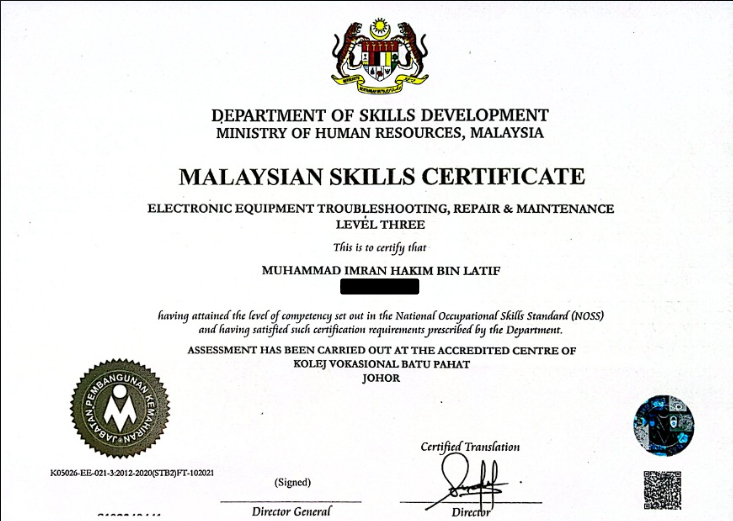 DEPARTMENT OF SKILLS DEVELOPMENT
MINISTRY OF HUMAN RESOURCES, MALAYSIA
MALAYSIAN SKILLS CERTIFICATE
ELECTRONIC EQUIPMENT TROUBLESHOOTING, REPAIR & MAINTENANCE
LEVEL THREE
This is to certify that
MUHAMMAD IMRAN HAKIM BIN LATIF
having attained the level of competency set out in the National Occupational Skills Standard (NOSS)
and having satisfied such certification requirements prescribed by the Department.
ASSESSMENT HAS BEEN CARRIED OUT AT THE ACCREDITED CENTRE OF
KOLEJ VOKASIONAL BATU PAHAT
JOHOR
JABATAN PEMBANGUNAN KEMAHIRAN
K05026-EE-021-3:2012-2020(STB2)FT-102021
(Signed)
Director General
Certified Translation
Director